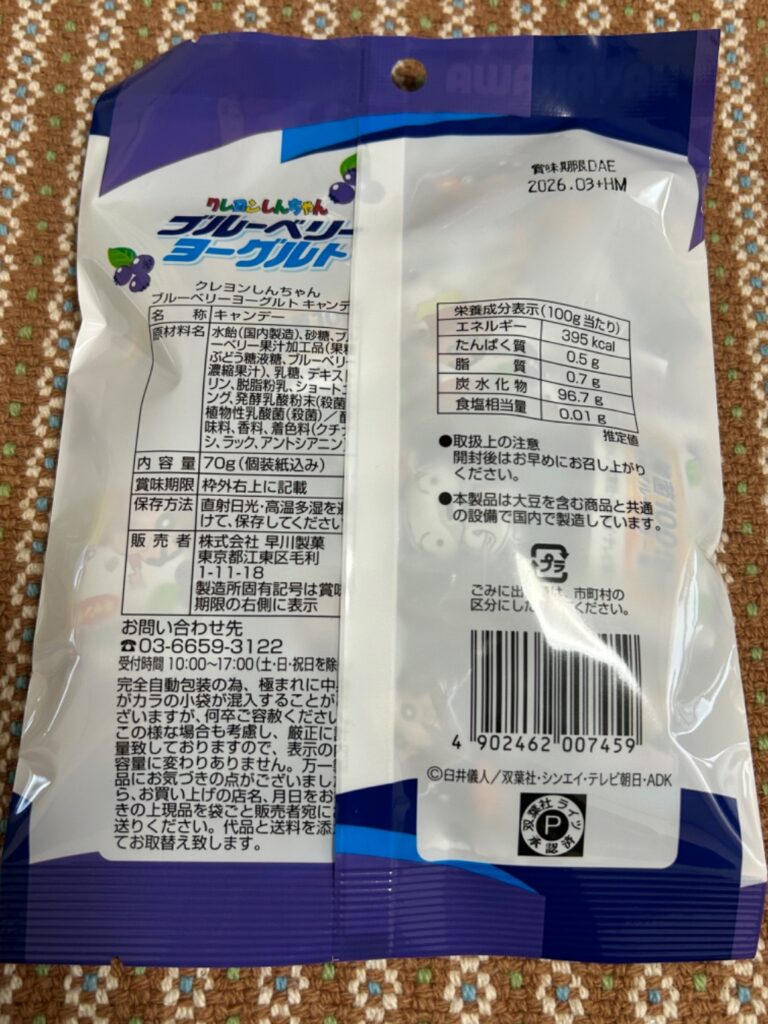 AWAHAYA
賞味期限DAE
2026.03+HM
クレヨンしんちゃん
ブルーベリー
ヨーグルト
クレヨンしんちゃん
ブルーベリーヨーグルト キャンデ
名 称 キャンデー
原材料名 水飴(国内製造)、砂糖、ブ
ーベリー果汁加工品(果糖
ぶどう糖液糖、ブルーベリー
濃縮果汁)、乳糖、デキス
リン、脱脂粉乳、ショート
ング、発酵乳酸粉末(殺菌
植物性乳酸菌(殺菌)/酸
味料、香料、着色料(クチ
シ、ラック、アントシアニン)
内 容 量 70g(個装紙込み)
賞味期限 枠外右上に記載
保存方法 直射日光・高温多湿を避
けて、保存してください
販 売 者 株式会社 早川製菓
東京都江東区毛利
1-11-18
製造所固有記号は賞味
期限の右側に表示
お問い合わせ先
☎03-6659-3122
受付時間 10:00~17:00(土・日・祝日を除
完全自動包装の為、極まれに中
がカラの小袋が混入することが
ざいますが、何卒ご容赦ください
この様な場合も考慮し、厳正に
量致しておりますので、表示の内
容量に変わりありません。万一
品にお気づきの点がございまし
ら、お買い上げの店名、月日をお
きの上現品を袋ごと販売者宛に
送りください。代品と送料を添
てお取替え致します。
栄養成分表示(100g当たり)
エネルギー 395 kcal
たんぱく質 0.5 g
脂 質 0.7 g
炭水化物 96.7 g
食塩相当量 0.01 g
推定値
●取扱上の注意
開封後はお早めにお召し上がり
ください。
●本製品は大豆を含む商品と共通
の設備で国内で製造しています。
プラ
ごみに出 は、市町村の
区分にした ください。
4 902462 007459
©臼井儀人/双葉社・シンエイ・テレビ朝日・ADK
双葉社 ライツ
P
承認済